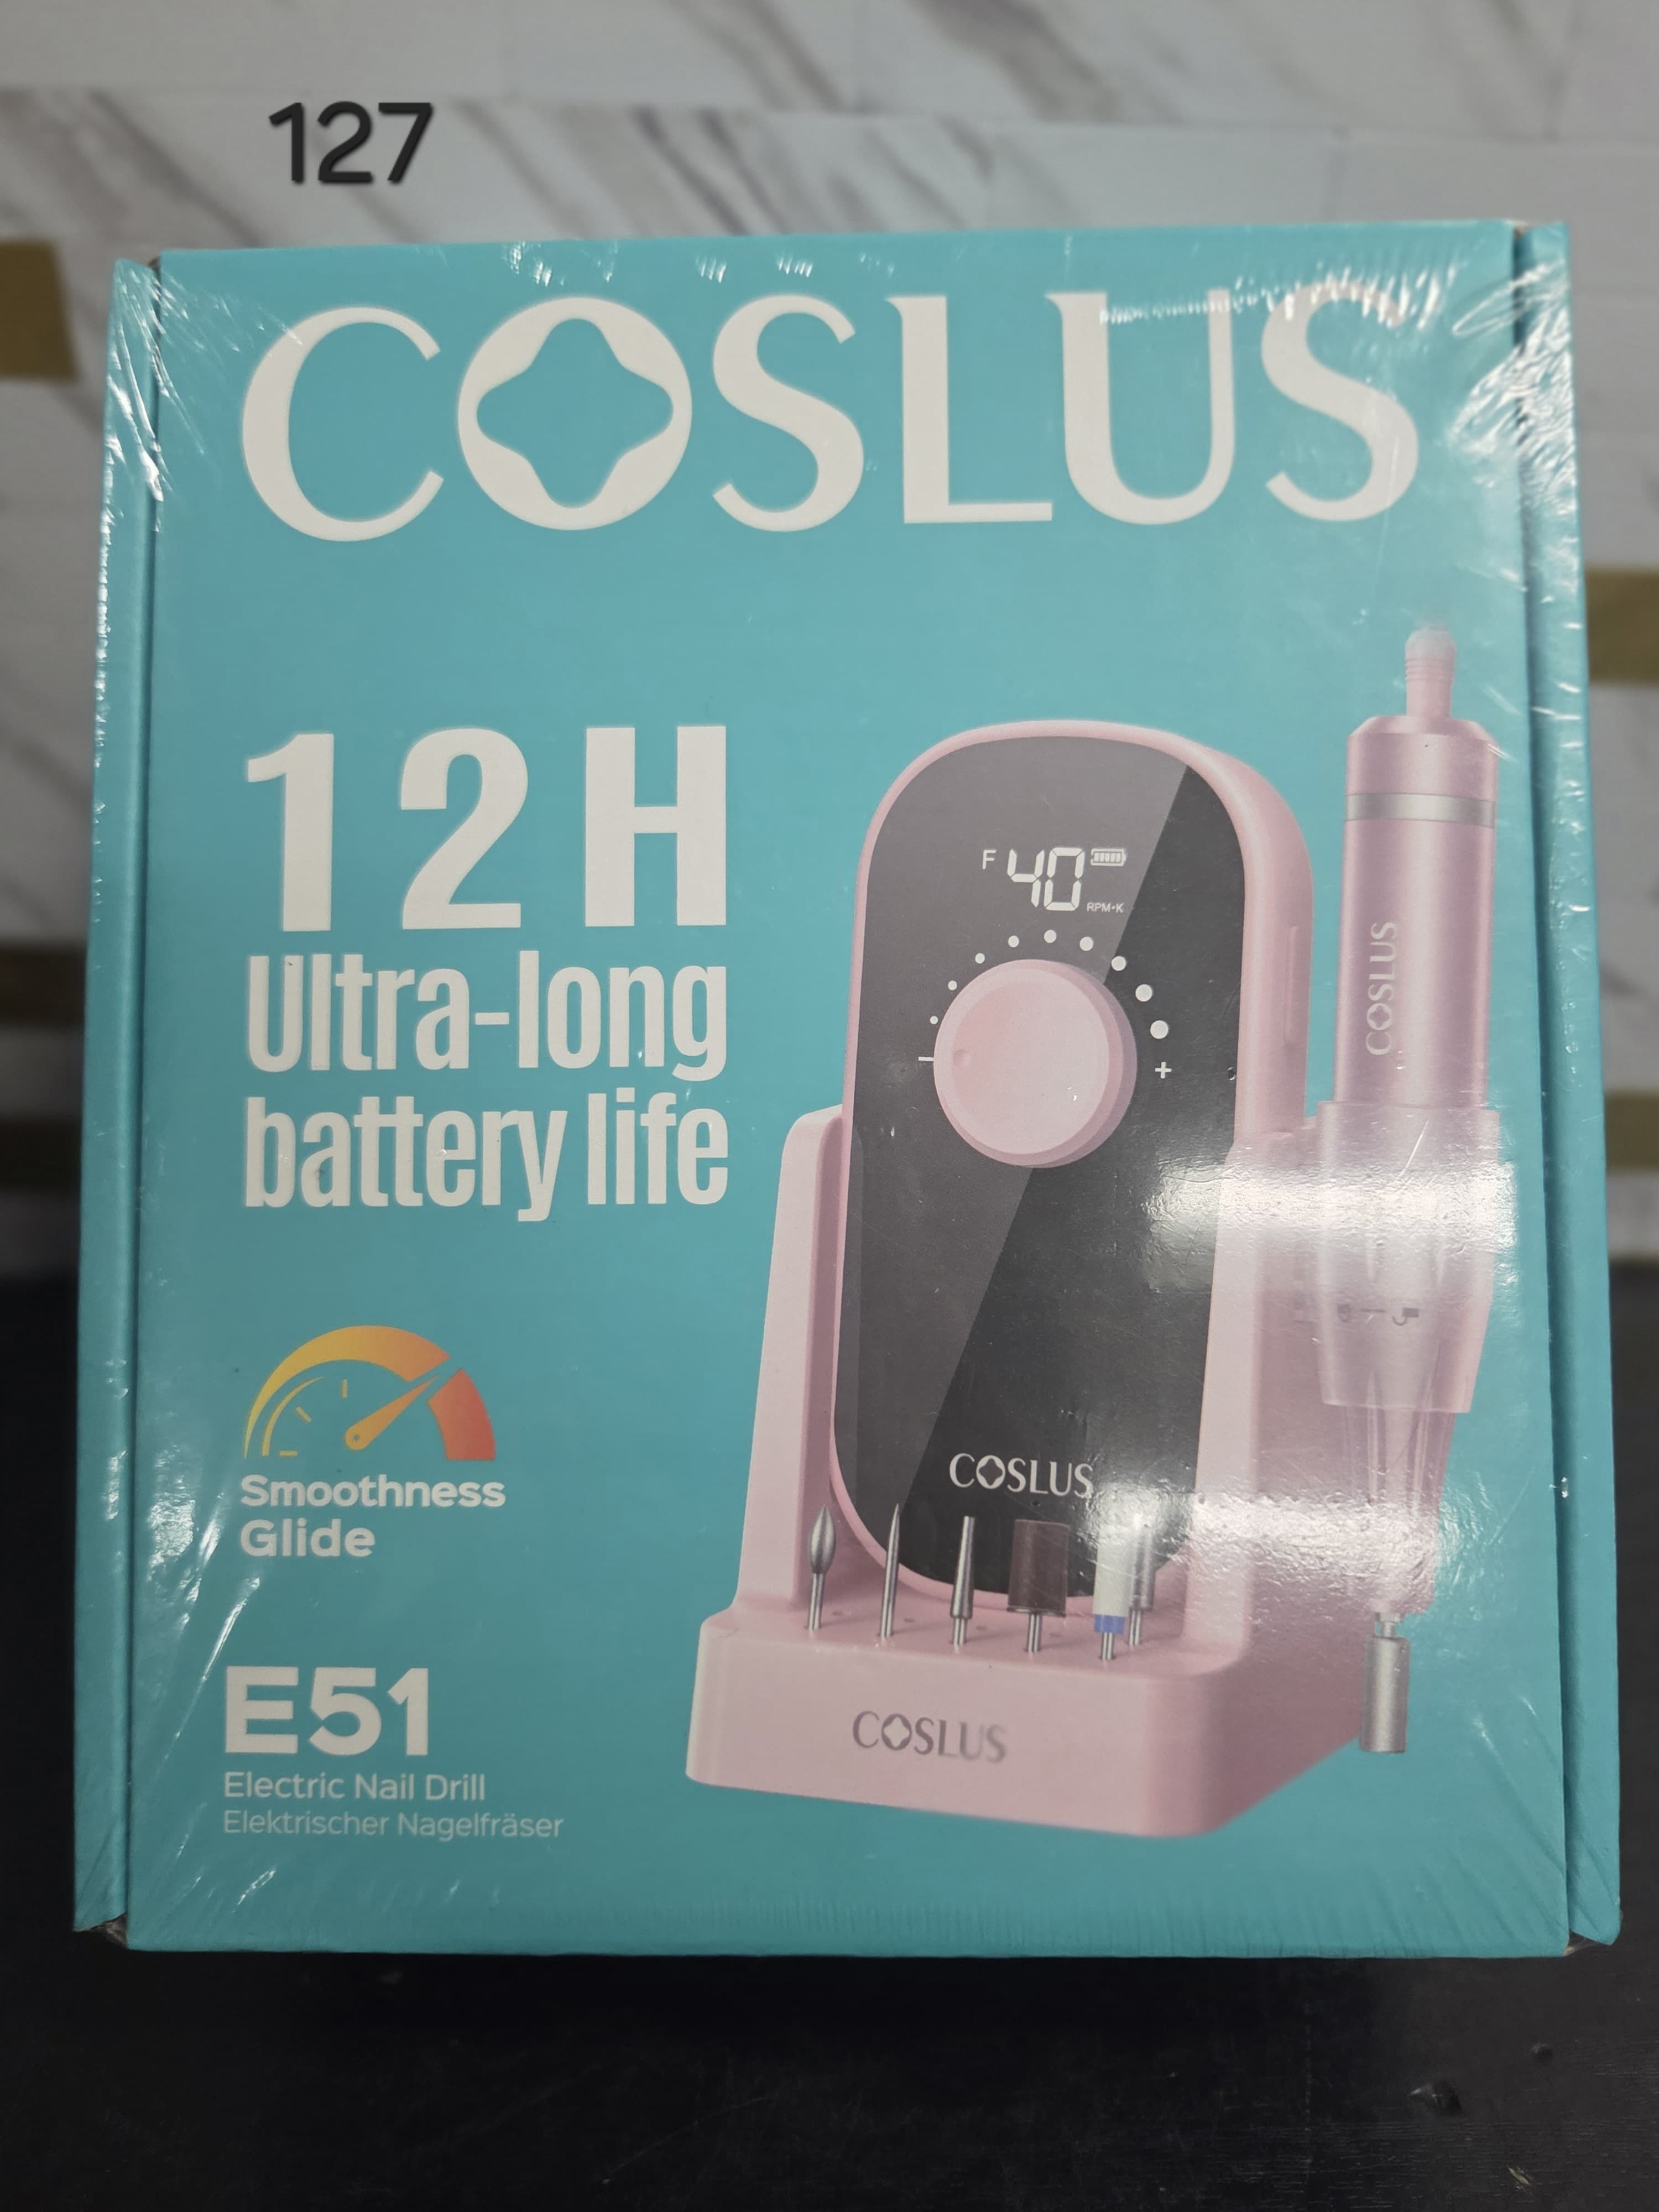 127
COSLUS
12H
Ultra-long
battery life
F 40
RPM·K
- +
COSLUS
COSLUS
Smoothness
Glide
COSLUS
E51
Electric Nail Drill
Elektrischer Nagelfräser